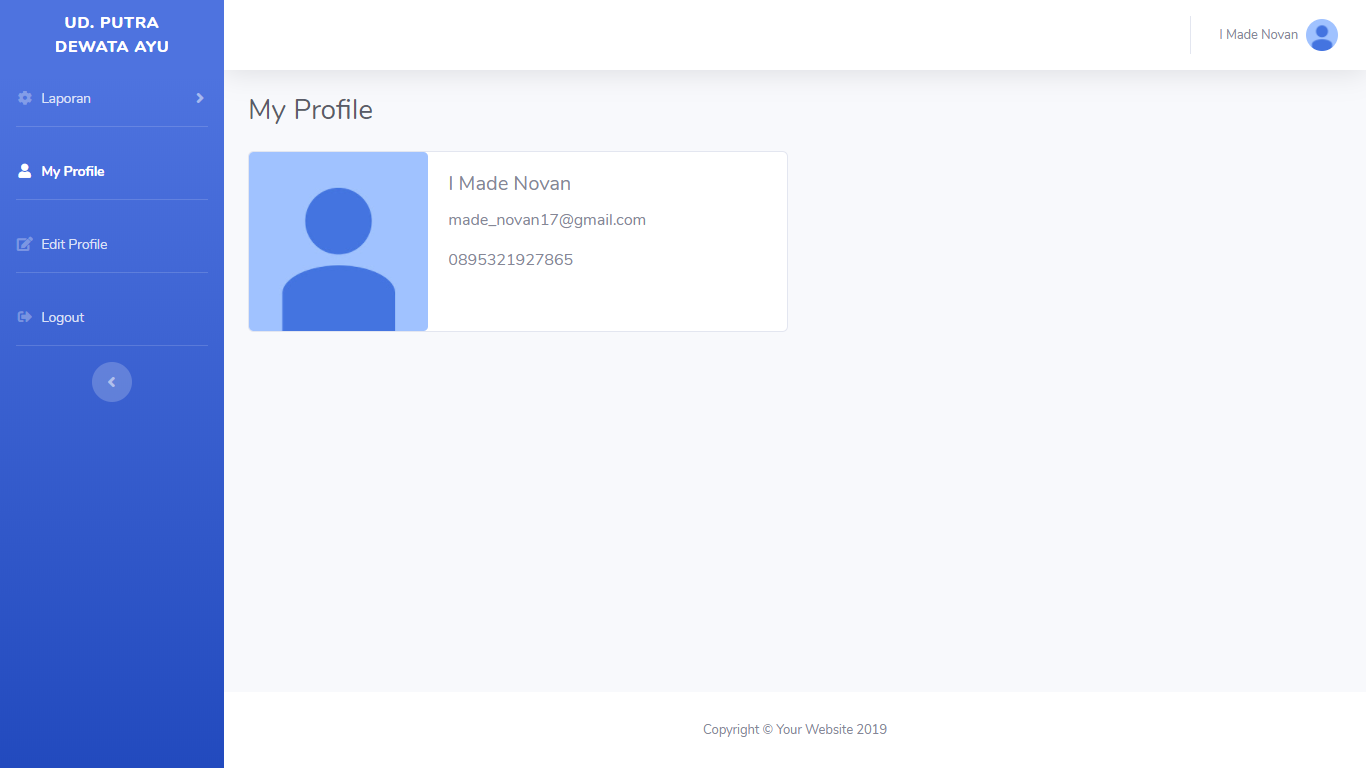 UD. PUTRA
DEWATA AYU
Laporan
My Profile
Edit Profile
Logout
I Made Novan
My Profile
I Made Novan
made_novan17@gmail.com
0895321927865
Copyright © Your Website 2019